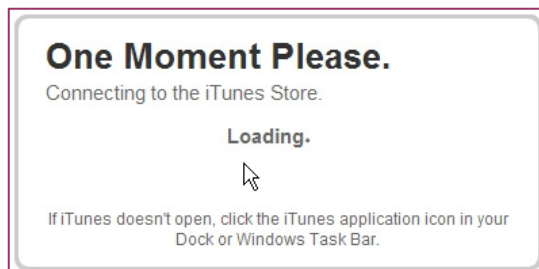 One Moment Please.
Connecting to the iTunes Store.
Loading.
If iTunes doesn't open, click the iTunes application icon in your
Dock or Windows Task Bar.